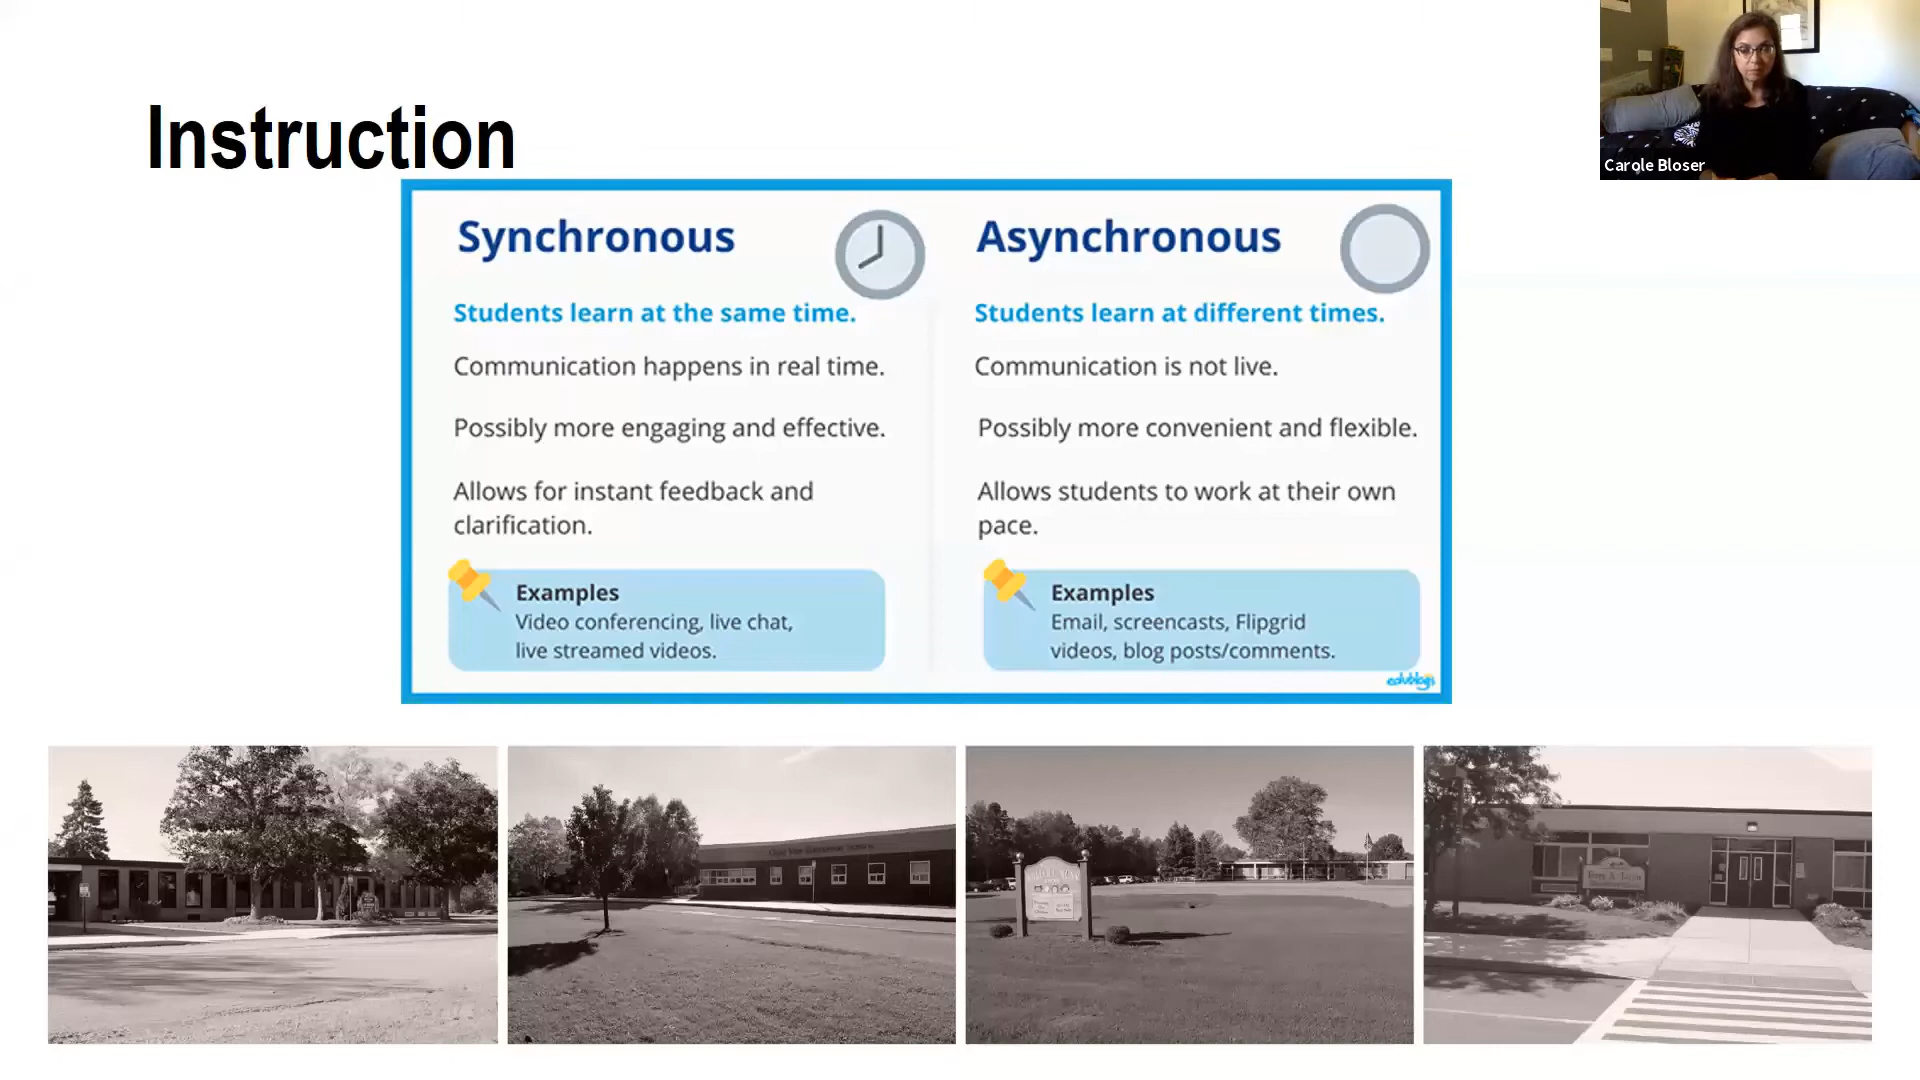 Instruction
Carole Bloser
Synchronous
Students learn at the same time.
Communication happens in real time.
Possibly more engaging and effective.
Allows for instant feedback and
clarification.
Examples
Video conferencing, live chat,
live streamed videos.
Asynchronous
Students learn at different times.
Communication is not live.
Possibly more convenient and flexible.
Allows students to work at their own
pace.
Examples
Email, screencasts, Flipgrid
videos, blog posts/comments.
edublogs